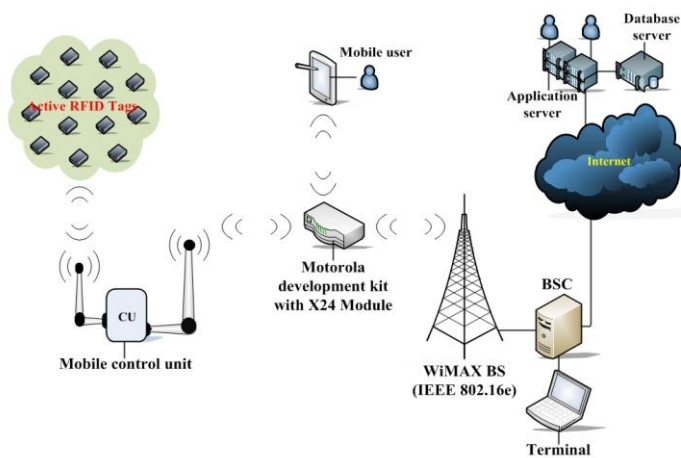 Active RFID Tags
Mobile user
Database
server
Application
server
Internet
CU
Mobile control unit
Motorola
development kit
with X24 Module
BSC
WiMAX BS
(IEEE 802.16e)
Terminal